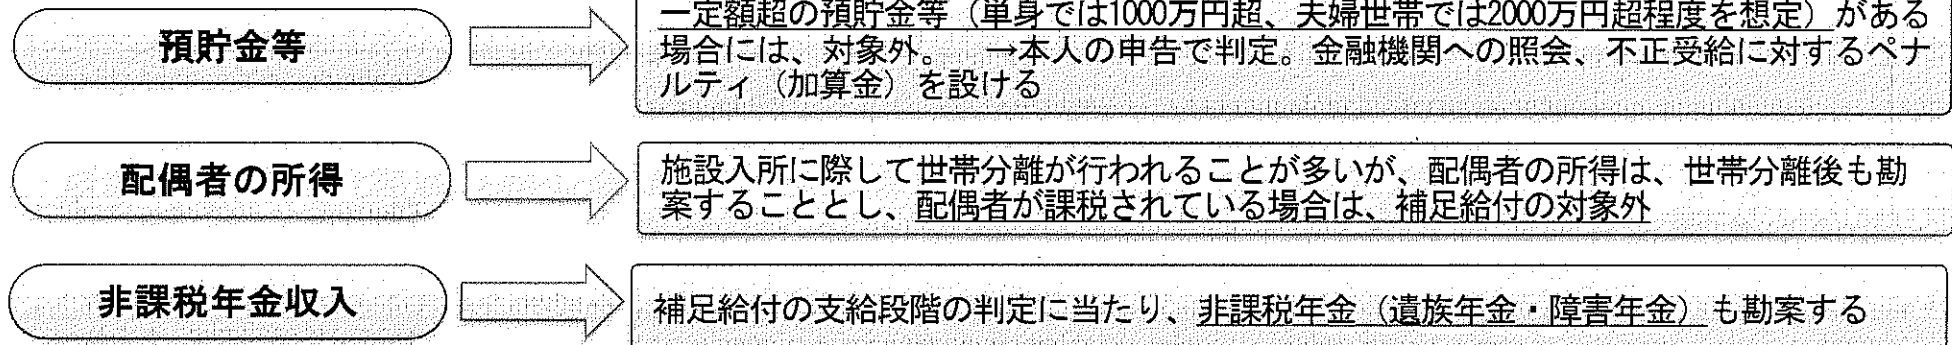 預貯金等
一定額超の預貯金等（単身では1000万円超、夫婦世帯では2000万円超程度を想定）がある
場合には、対象外。　→本人の申告で判定。金融機関への照会、不正受給に対するペナ
ルティ（加算金）を設ける
配偶者の所得
施設入所に際して世帯分離が行われることが多いが、配偶者の所得は、世帯分離後も勘
案することとし、配偶者が課税されている場合は、補足給付の対象外
非課税年金収入
補足給付の支給段階の判定に当たり、非課税年金（遺族年金・障害年金）も勘案する